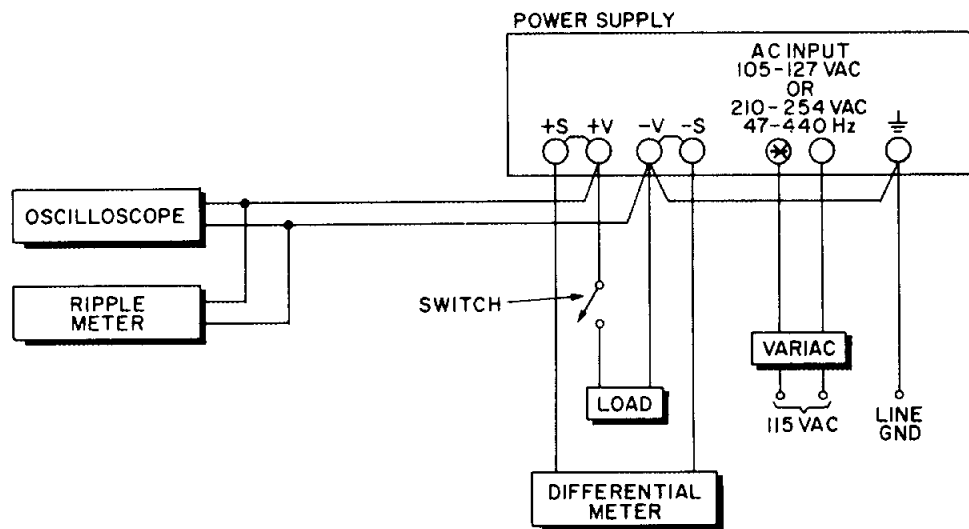 POWER SUPPLY
AC INPUT
105-127 VAC
OR
210-254 VAC
47-440 Hz
+S +V -V -S
OSCILLOSCOPE
RIPPLE
METER
SWITCH
LOAD
VARIAC
115 VAC
LINE
GND
DIFFERENTIAL
METER